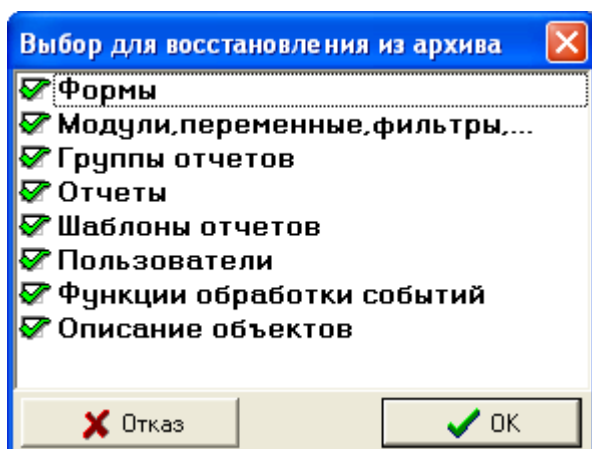 Выбор для восстановления из архива
Формы
Модули,переменные,фильтры,...
Группы отчетов
Отчеты
Шаблоны отчетов
Пользователи
Функции обработки событий
Описание объектов
Отказ
OK